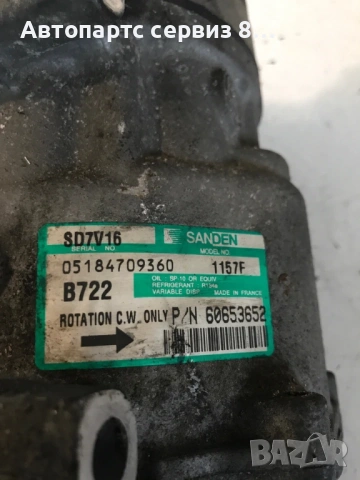 Автопартс сервиз 8
SD7V16
SANDEN
SERIAL NO
MODEL NO
05184709360
1157F
B722
OIL SP.10 OR EQUIV
REFRIGERANT : R134a
VARIABLE DISP. MADE IN FRANCE
ROTATION C.W. ONLY P/N 60653652
BAZAR